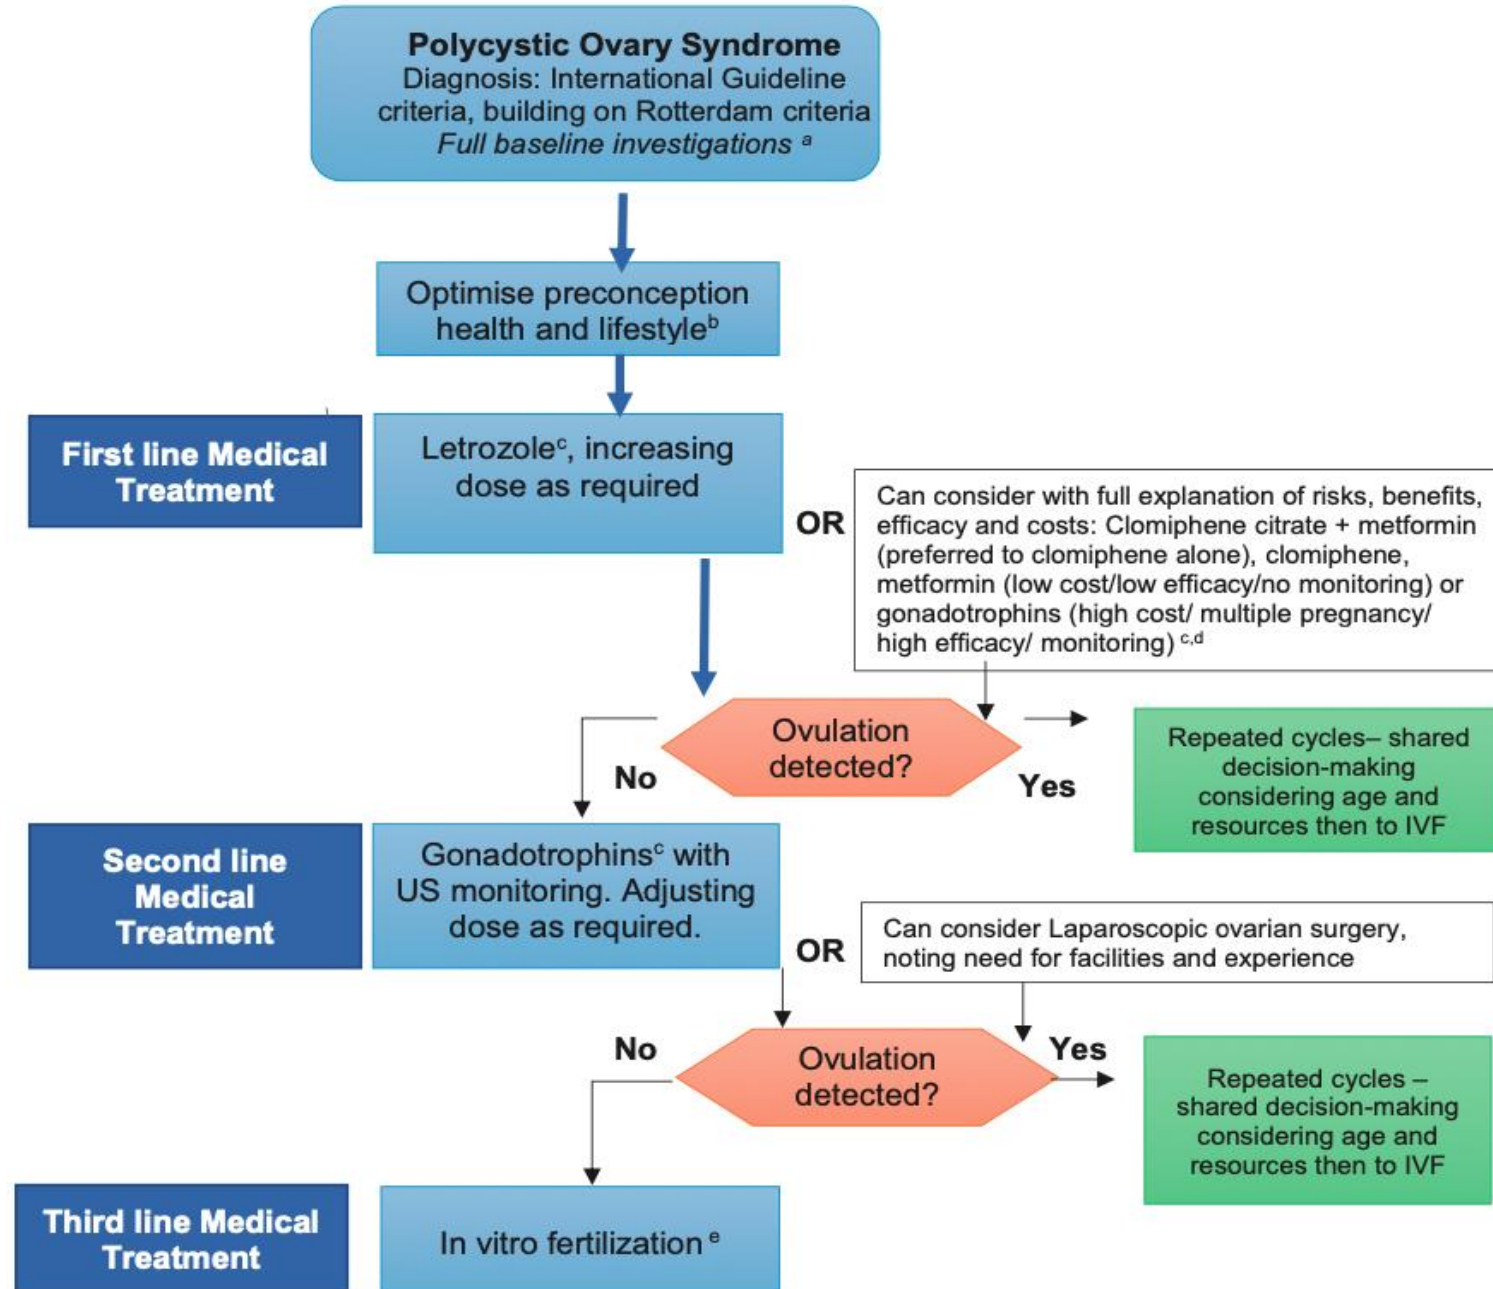 Polycystic Ovary Syndrome
Diagnosis: International Guideline
criteria, building on Rotterdam criteria
Full baseline investigations a
Optimise preconception
health and lifestyleb
First line Medical
Treatment
Letrozolec, increasing
dose as required
OR
Can consider with full explanation of risks, benefits,
efficacy and costs: Clomiphene citrate + metformin
(preferred to clomiphene alone), clomiphene,
metformin (low cost/low efficacy/no monitoring) or
gonadotrophins (high cost/ multiple pregnancy/
high efficacy/ monitoring) c,d
Ovulation
detected?
No
Yes
Repeated cycles– shared
decision-making
considering age and
resources then to IVF
Second line
Medical
Treatment
Gonadotrophinsc with
US monitoring. Adjusting
dose as required.
OR
Can consider Laparoscopic ovarian surgery,
noting need for facilities and experience
No
Ovulation
detected?
Yes
Repeated cycles –
shared decision-making
considering age and
resources then to IVF
Third line Medical
Treatment
In vitro fertilization e